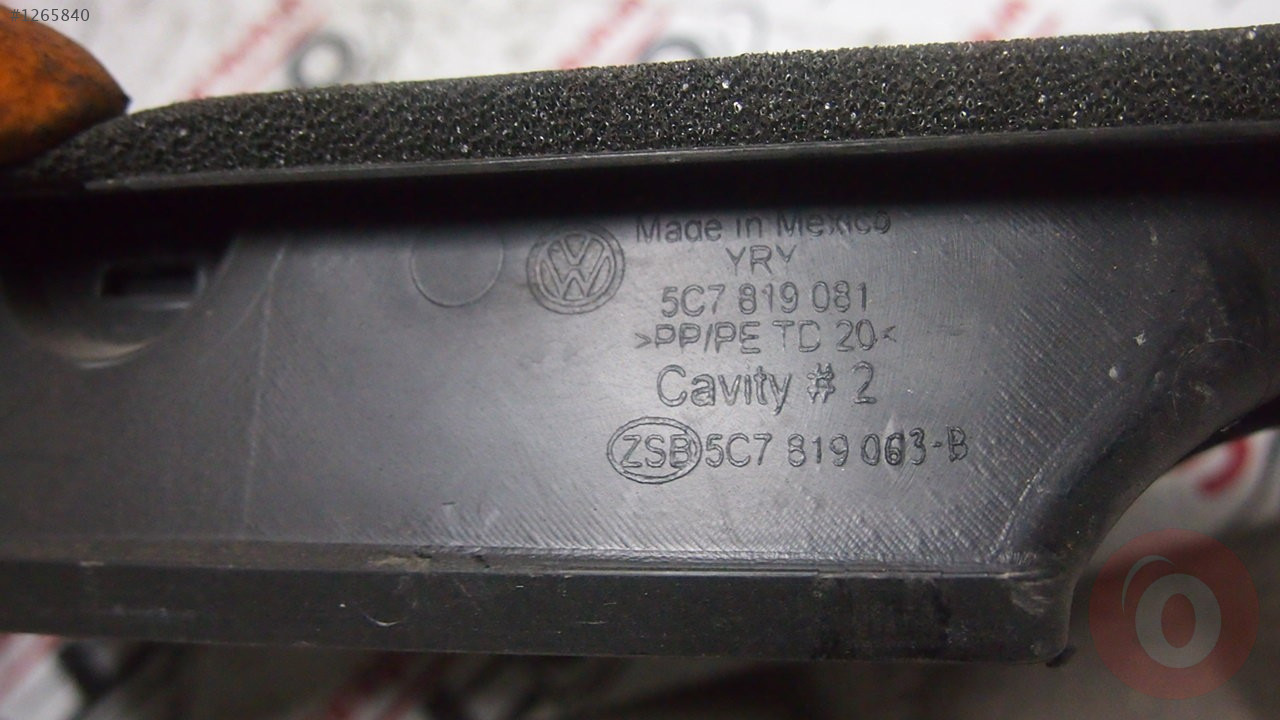 #1265840
Made in Mexico
YRY
5C7 819 081
>PP/PE TD 20<
Cavity # 2
ZSB 5C7 819 063-B